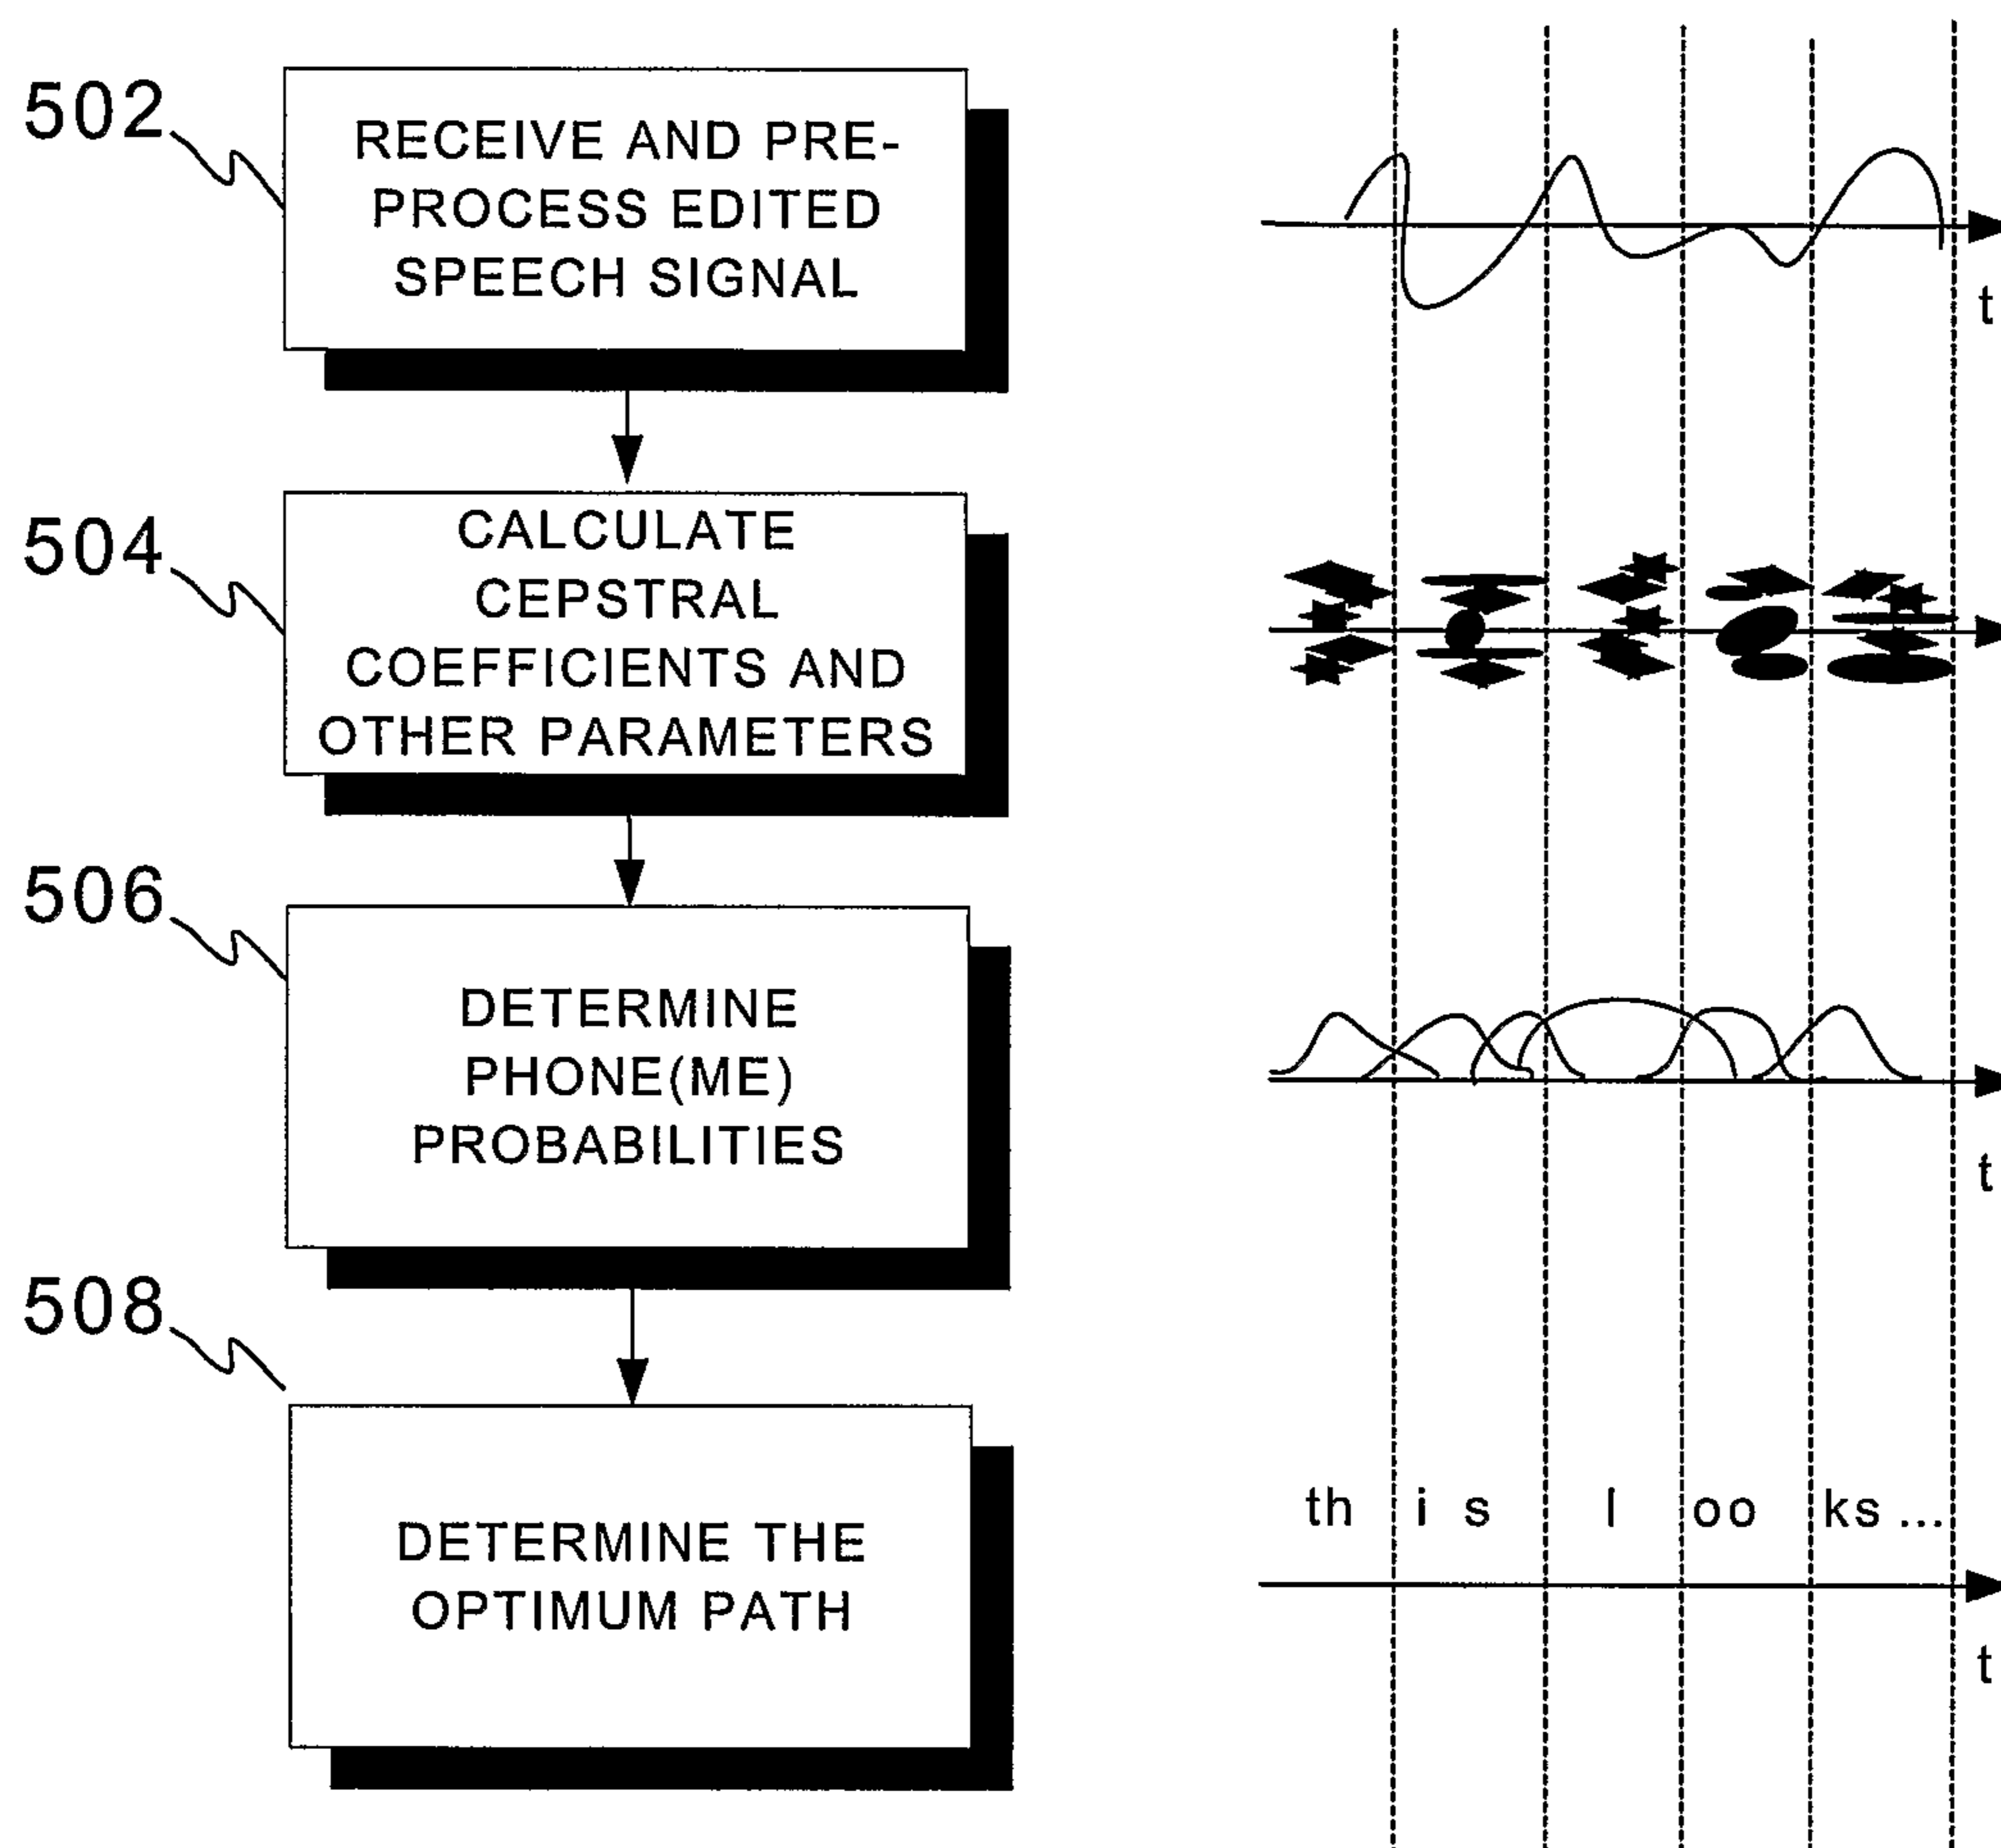 502
RECEIVE AND PRE-
PROCESS EDITED
SPEECH SIGNAL
t
504
CALCULATE
CEPSTRAL
COEFFICIENTS AND
OTHER PARAMETERS
506
DETERMINE
PHONE(ME)
PROBABILITIES
t
508
DETERMINE THE
OPTIMUM PATH
th i s l oo ks ...
t